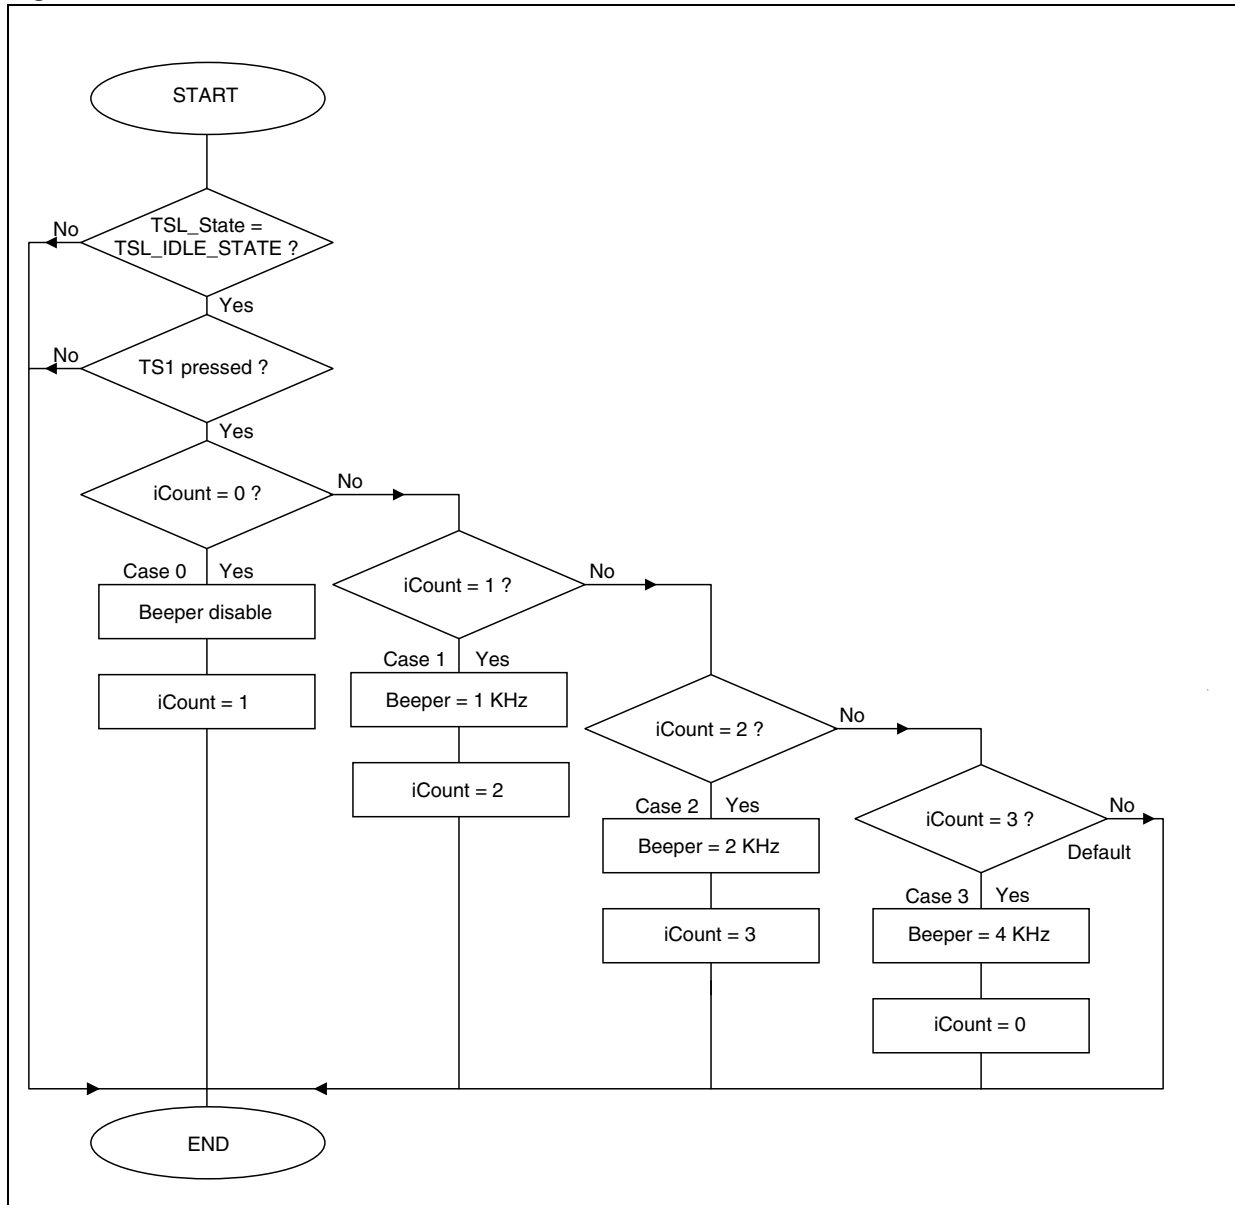 START
TSL_State =
TSL_IDLE_STATE ?
No
Yes
TS1 pressed ?
No
Yes
iCount = 0 ?
No
Case 0
Yes
Beeper disable
iCount = 1
iCount = 1 ?
No
Case 1
Yes
Beeper = 1 KHz
iCount = 2
iCount = 2 ?
No
Case 2
Yes
Beeper = 2 KHz
iCount = 3
iCount = 3 ?
No
Default
Case 3
Yes
Beeper = 4 KHz
iCount = 0
END